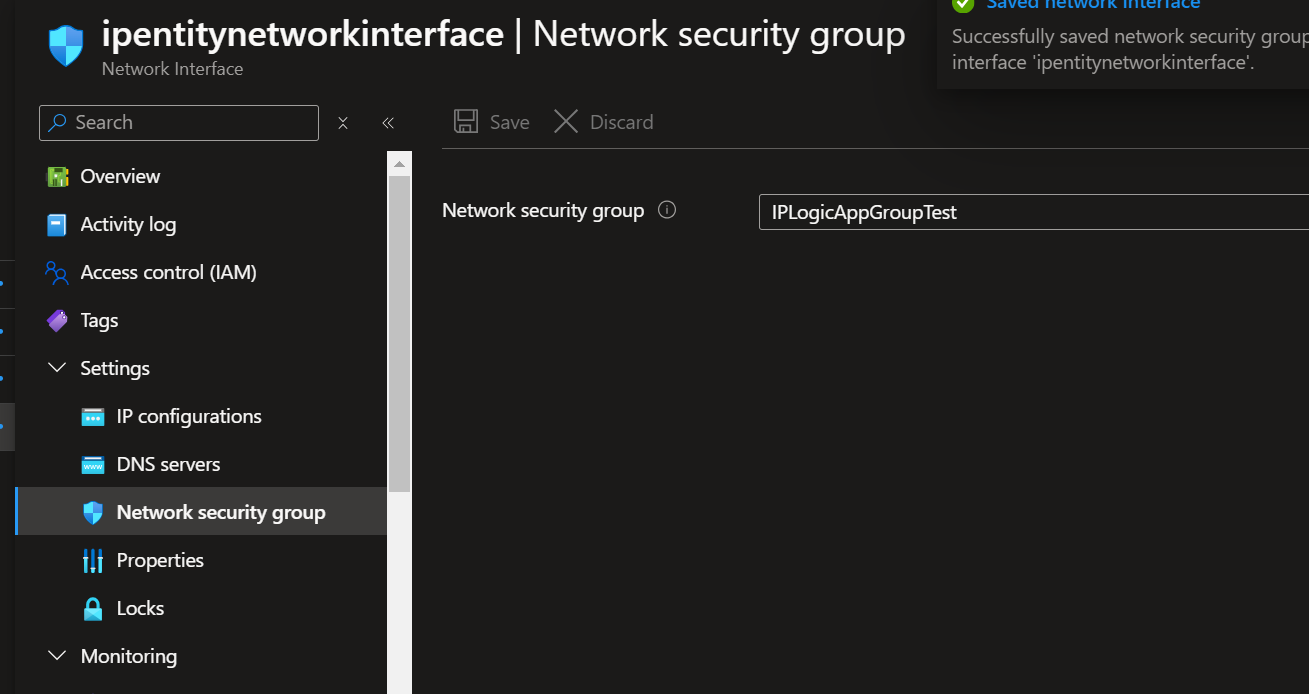 ipentitynetworkinterface | Network security group
Network Interface
Saved network interface
Successfully saved network security group
interface 'ipentitynetworkinterface'.
Search
Save
Discard
Overview
Activity log
Access control (IAM)
Tags
Settings
IP configurations
DNS servers
Network security group
Properties
Locks
Monitoring
Network security group
IPLogicAppGroupTest